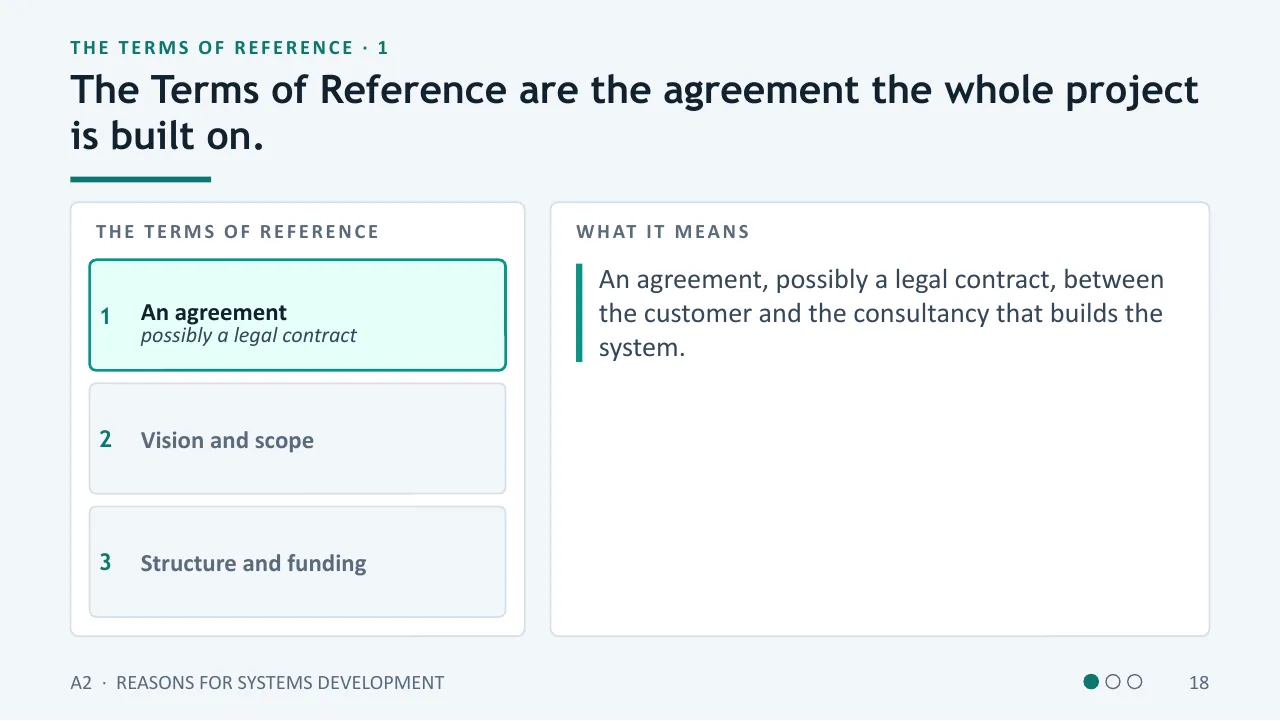 THE TERMS OF REFERENCE · 1
The Terms of Reference are the agreement the whole project
is built on.
THE TERMS OF REFERENCE
1
An agreement
possibly a legal contract
2
Vision and scope
3
Structure and funding
WHAT IT MEANS
An agreement, possibly a legal contract, between
the customer and the consultancy that builds the
system.
A2 · REASONS FOR SYSTEMS DEVELOPMENT
18